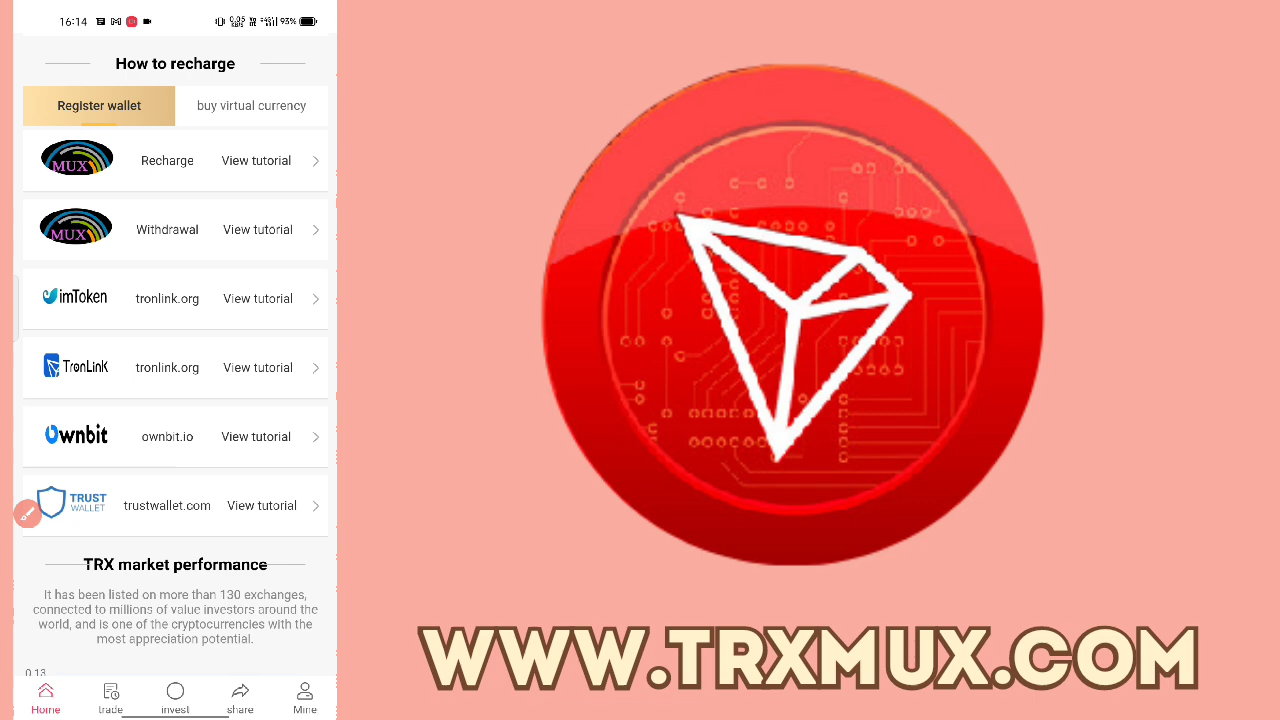 16:14
0.05
KB/S
93%
How to recharge
Register wallet
buy virtual currency
MUX
Recharge
View tutorial
MUX
Withdrawal
View tutorial
imToken
tronlink.org
View tutorial
TronLink
tronlink.org
View tutorial
Ownbit
ownbit.io
View tutorial
TRUST
WALLET
trustwallet.com
View tutorial
TRX market performance
It has been listed on more than 130 exchanges,
connected to millions of value investors around the
world, and is one of the cryptocurrencies with the
most appreciation potential.
0.13
Home
trade
invest
share
Mine
WWW.TRXMUX.COM